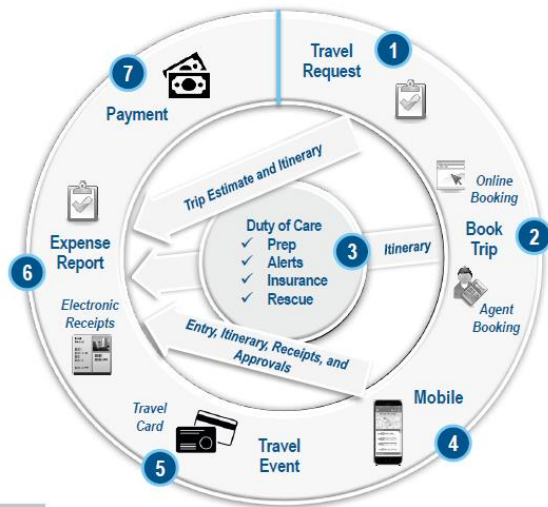 1
Travel
Request
Online
Booking
2
Book
Trip
Agent
Booking
3
Duty of Care
✓ Prep
✓ Alerts
✓ Insurance
✓ Rescue
Trip Estimate and Itinerary
Itinerary
Entry, Itinerary, Receipts, and
Approvals
Mobile
4
Travel
Event
Travel
Card
5
6
Expense
Report
Electronic
Receipts
7
Payment